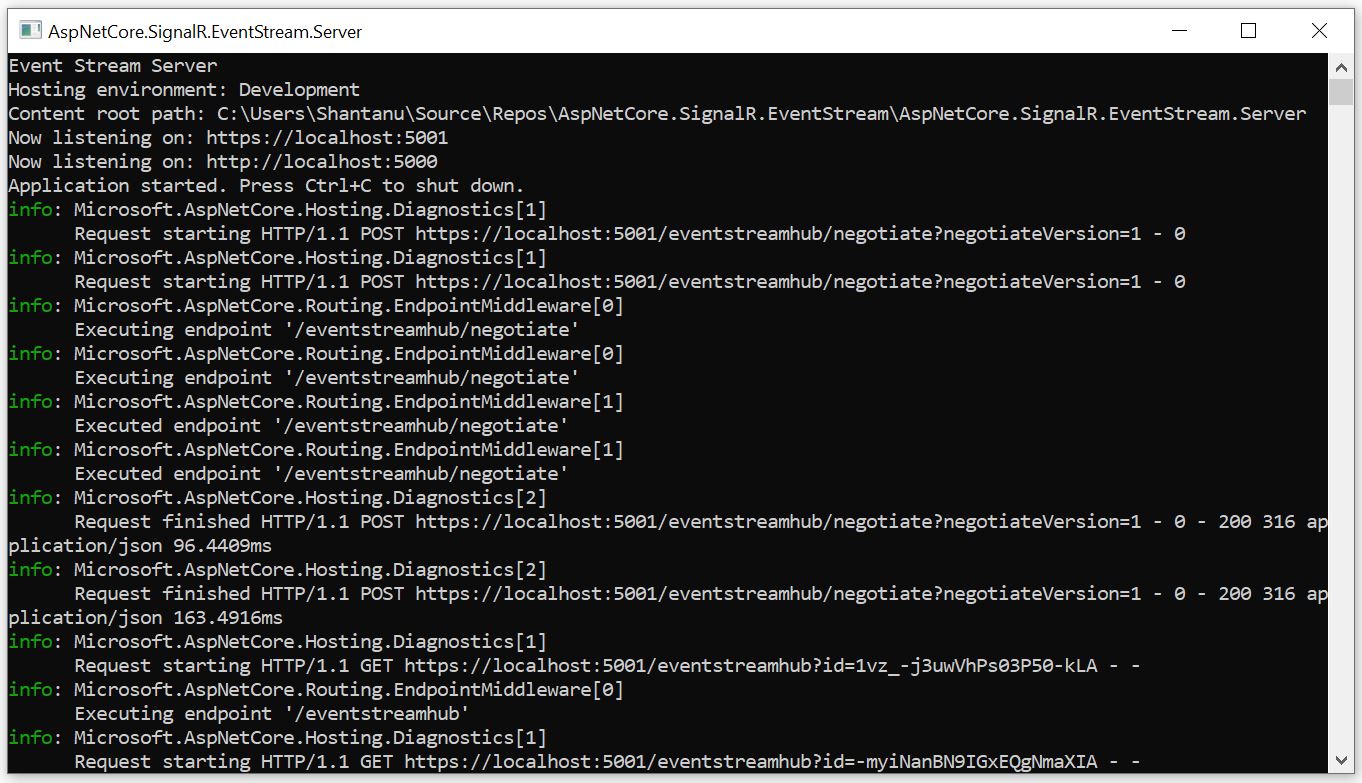 AspNetCore.SignalR.EventStream.Server
Event Stream Server
Hosting environment: Development
Content root path: C:\Users\Shantanu\Source\Repos\AspNetCore.SignalR.EventStream\AspNetCore.SignalR.EventStream.Server
Now listening on: https://localhost:5001
Now listening on: http://localhost:5000
Application started. Press Ctrl+C to shut down.
info: Microsoft.AspNetCore.Hosting.Diagnostics[1]
      Request starting HTTP/1.1 POST https://localhost:5001/eventstreamhub/negotiate?negotiateVersion=1 - 0
info: Microsoft.AspNetCore.Hosting.Diagnostics[1]
      Request starting HTTP/1.1 POST https://localhost:5001/eventstreamhub/negotiate?negotiateVersion=1 - 0
info: Microsoft.AspNetCore.Routing.EndpointMiddleware[0]
      Executing endpoint '/eventstreamhub/negotiate'
info: Microsoft.AspNetCore.Routing.EndpointMiddleware[0]
      Executing endpoint '/eventstreamhub/negotiate'
info: Microsoft.AspNetCore.Routing.EndpointMiddleware[1]
      Executed endpoint '/eventstreamhub/negotiate'
info: Microsoft.AspNetCore.Routing.EndpointMiddleware[1]
      Executed endpoint '/eventstreamhub/negotiate'
info: Microsoft.AspNetCore.Hosting.Diagnostics[2]
      Request finished HTTP/1.1 POST https://localhost:5001/eventstreamhub/negotiate?negotiateVersion=1 - 0 - 200 316 ap
plication/json 96.4409ms
info: Microsoft.AspNetCore.Hosting.Diagnostics[2]
      Request finished HTTP/1.1 POST https://localhost:5001/eventstreamhub/negotiate?negotiateVersion=1 - 0 - 200 316 ap
plication/json 163.4916ms
info: Microsoft.AspNetCore.Hosting.Diagnostics[1]
      Request starting HTTP/1.1 GET https://localhost:5001/eventstreamhub?id=1vz_-j3uwVhPs03P50-kLA - -
info: Microsoft.AspNetCore.Routing.EndpointMiddleware[0]
      Executing endpoint '/eventstreamhub'
info: Microsoft.AspNetCore.Hosting.Diagnostics[1]
      Request starting HTTP/1.1 GET https://localhost:5001/eventstreamhub?id=-myiNanBN9IGxEQgNmaXIA - -